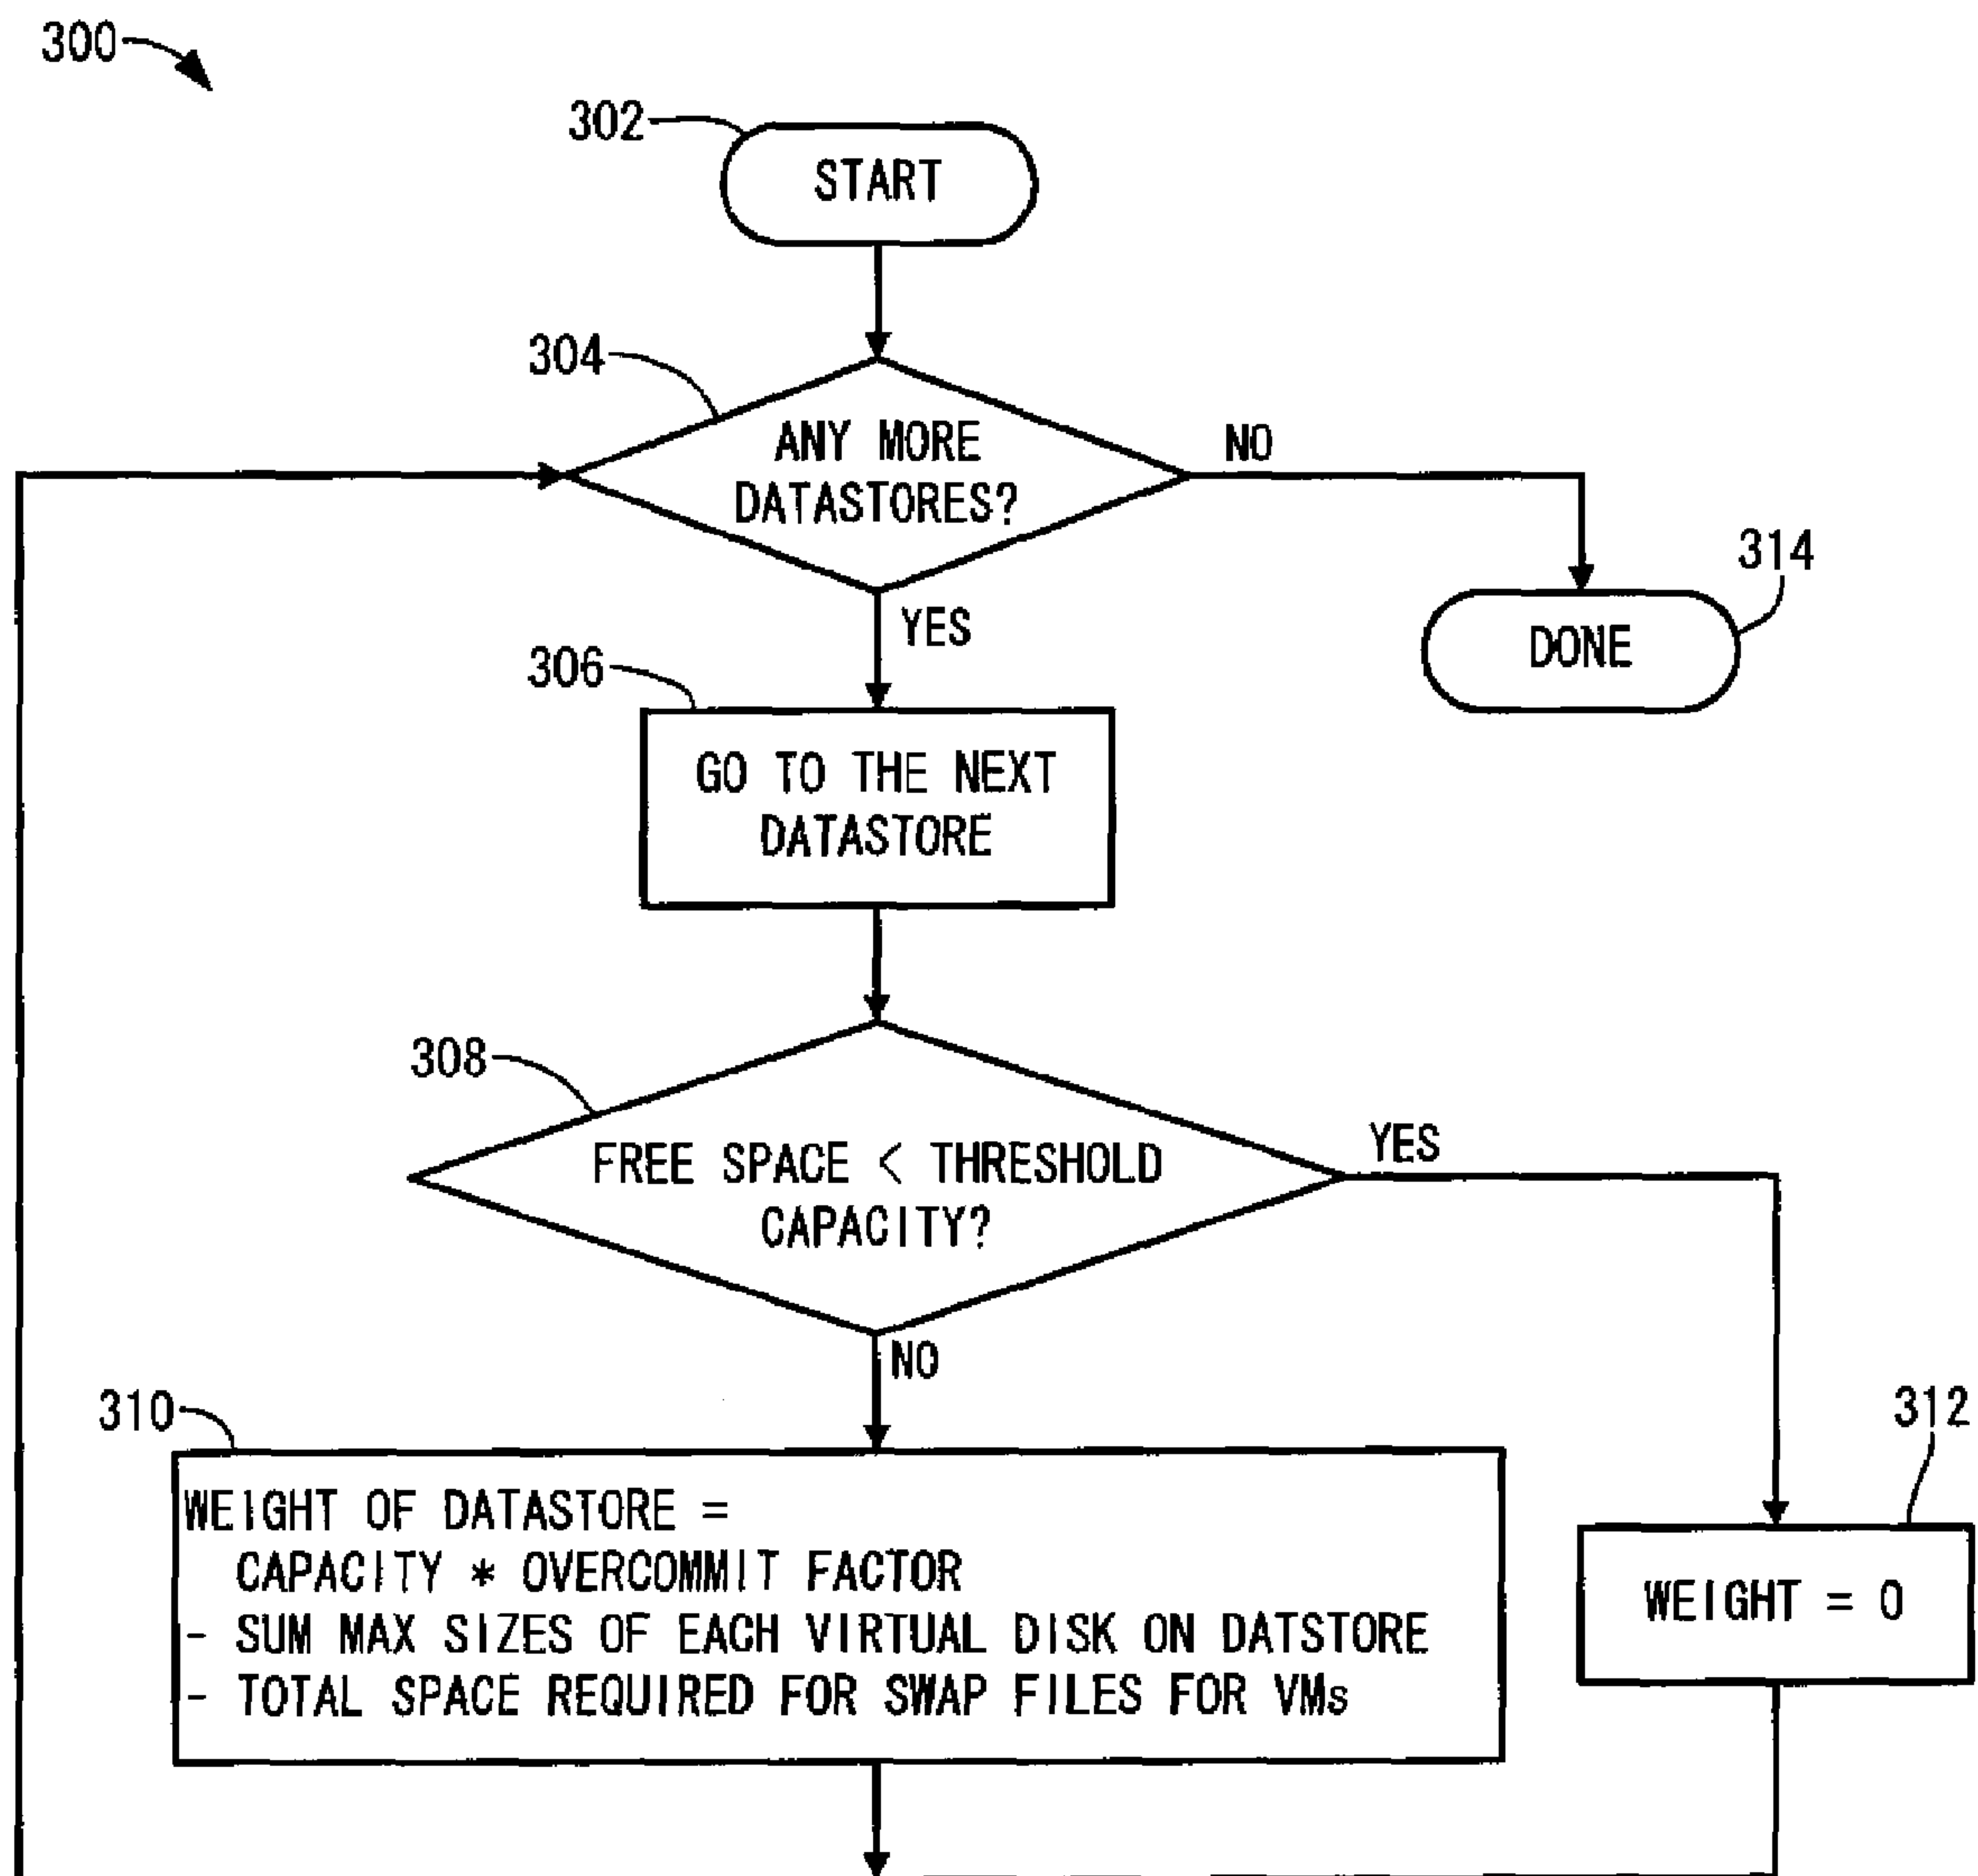 300
302
START
304
ANY MORE
DATASTORES?
NO
314
DONE
YES
306
GO TO THE NEXT
DATASTORE
308
FREE SPACE < THRESHOLD
CAPACITY?
YES
NO
310
312
WEIGHT OF DATASTORE =
CAPACITY * OVERCOMMIT FACTOR
- SUM MAX SIZES OF EACH VIRTUAL DISK ON DATSTORE
- TOTAL SPACE REQUIRED FOR SWAP FILES FOR VMs
WEIGHT = 0